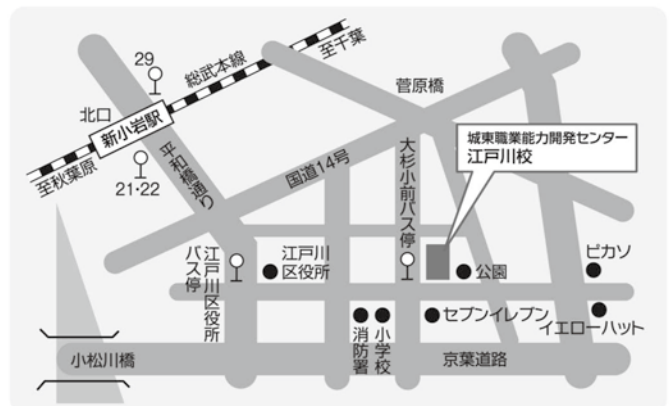 29
総武本線
至千葉
菅原橋
北口
新小岩駅
至秋葉原
21・22
平和橋通り
国道14号
大杉小前バス停
城東職業能力開発センター
江戸川校
江戸川区役所
バス停
江戸川
区役所
公園
ピカソ
消防署
小学校
セブンイレブン
イエローハット
小松川橋
京葉道路